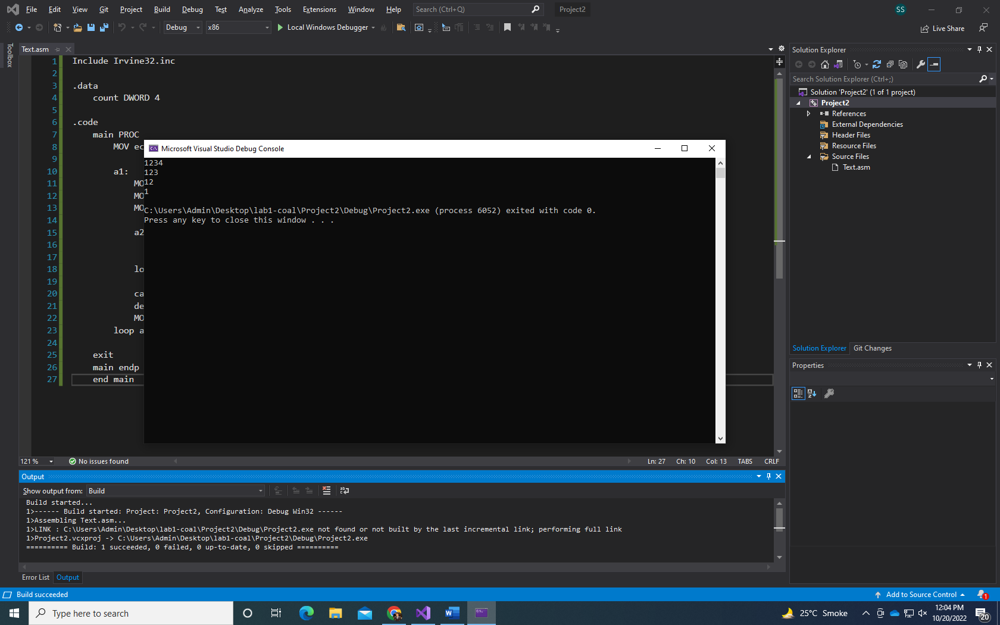 File Edit View Git Project Build Debug Test Analyze Tools Extensions Window Help Search (Ctrl+Q) Project2 SS
Debug x86 Local Windows Debugger Live Share
Toolbox
Text.asm
1 Include Irvine32.inc
2
3 .data
4 count DWORD 4
5
6 .code
7 main PROC
8 MOV ec
9
10 a1:
11 MO
12 MO
13 MO
14
15 a2
16
17
18 lo
19
20 ca
21 de
22 MO
23 loop a
24
25 exit
26 main endp
27 end main
Microsoft Visual Studio Debug Console
1234
123
12
1
C:\Users\Admin\Desktop\lab1-coal\Project2\Debug\Project2.exe (process 6052) exited with code 0.
Press any key to close this window . . .
121 % No issues found Ln: 27 Ch: 10 Col: 13 TABS CRLF
Output
Show output from: Build
Build started...
1>------ Build started: Project: Project2, Configuration: Debug Win32 ------
1>Assembling Text.asm...
1>LINK : C:\Users\Admin\Desktop\lab1-coal\Project2\Debug\Project2.exe not found or not built by the last incremental link; performing full link
1>Project2.vcxproj -> C:\Users\Admin\Desktop\lab1-coal\Project2\Debug\Project2.exe
========== Build: 1 succeeded, 0 failed, 0 up-to-date, 0 skipped ==========
Error List Output
Solution Explorer
Search Solution Explorer (Ctrl+;)
Solution 'Project2' (1 of 1 project)
Project2
References
External Dependencies
Header Files
Resource Files
Source Files
Text.asm
Solution Explorer Git Changes
Properties
Build succeeded Add to Source Control 1
Type here to search 25°C Smoke 12:04 PM
10/20/2022 20